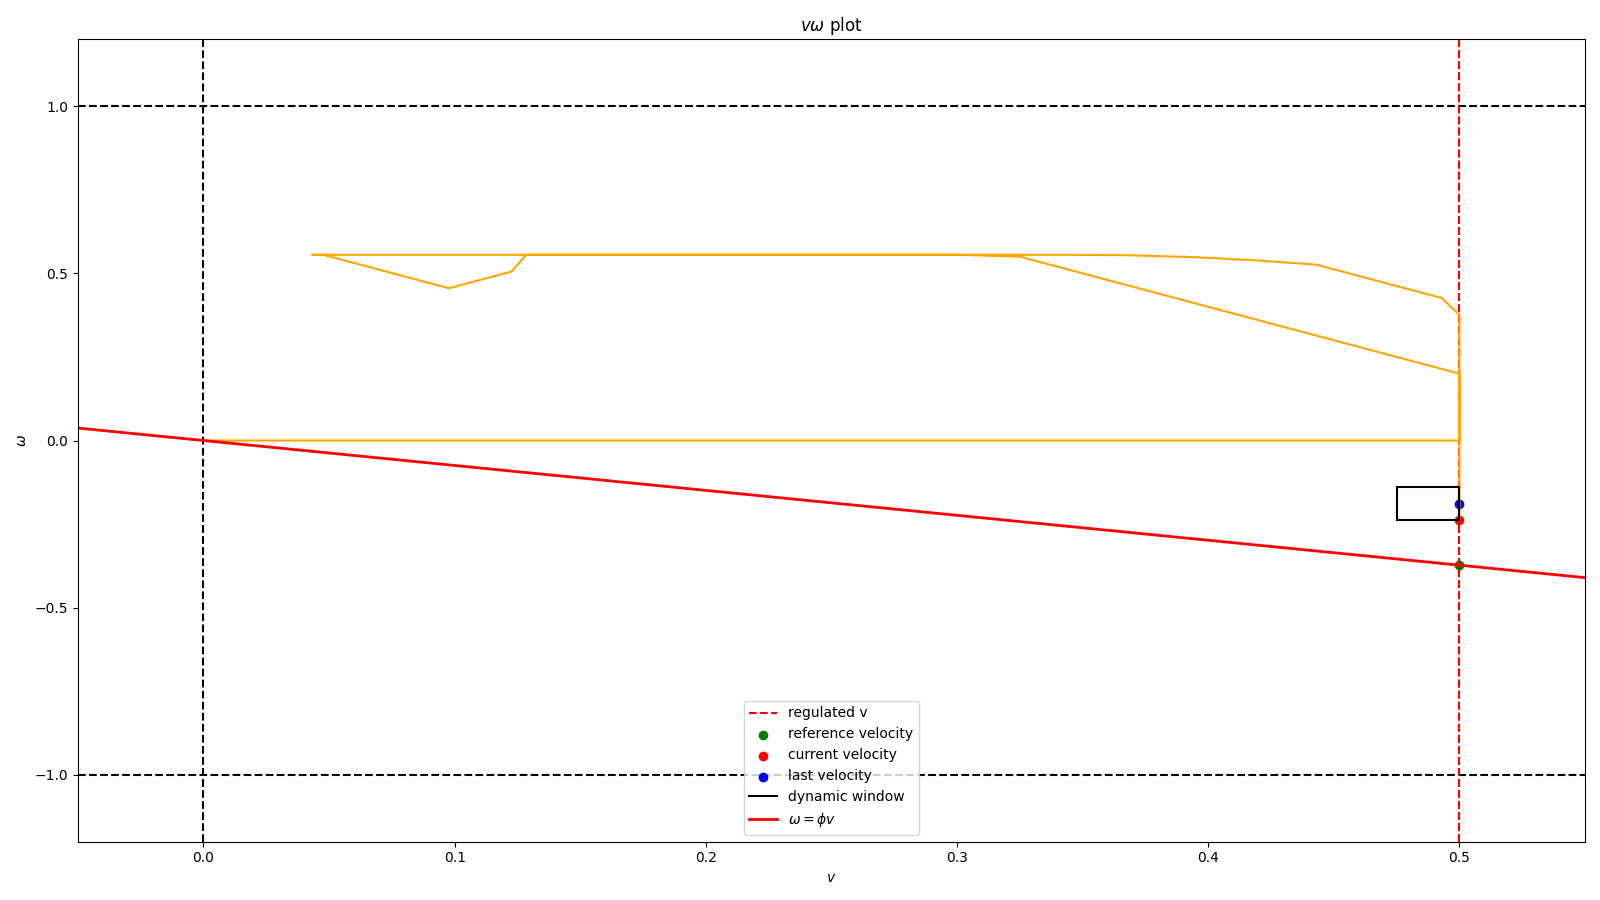 vω plot
1.0
0.5
0.0
−0.5
−1.0
ω
regulated v
reference velocity
current velocity
last velocity
dynamic window
ω = ϕv
0.0 0.1 0.2 0.3 0.4 0.5
v